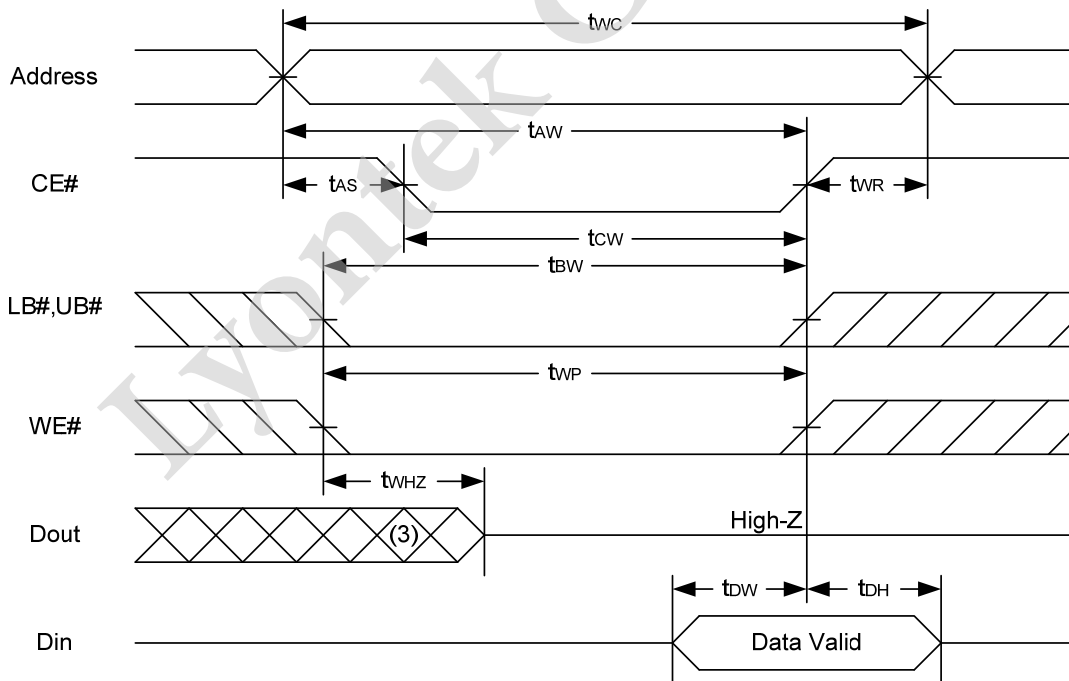 tWC
Address
tAW
CE#
tAS
tWR
tCW
tBW
LB#,UB#
tWP
WE#
tWHZ
Dout
(3)
High-Z
tDW
tDH
Din
Data Valid
Lyontek C